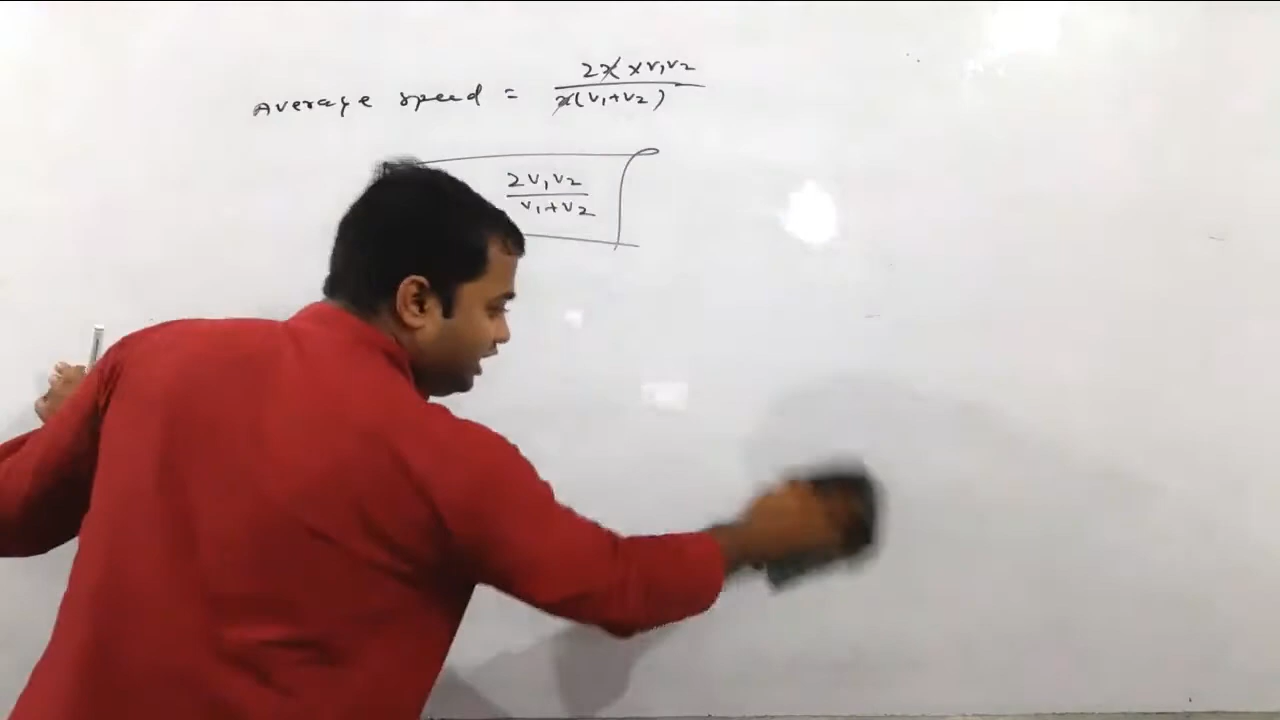 Average speed = 2x × v₁v₂ / x(v₁+v₂)
2v₁v₂ / v₁+v₂